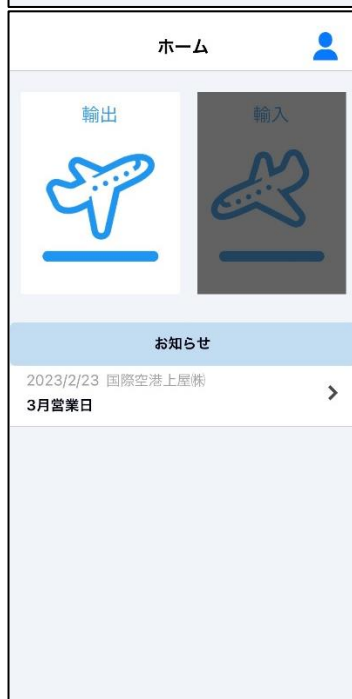 ホーム
輸出
輸入
お知らせ
2023/2/23 国際空港上屋㈱
3月営業日